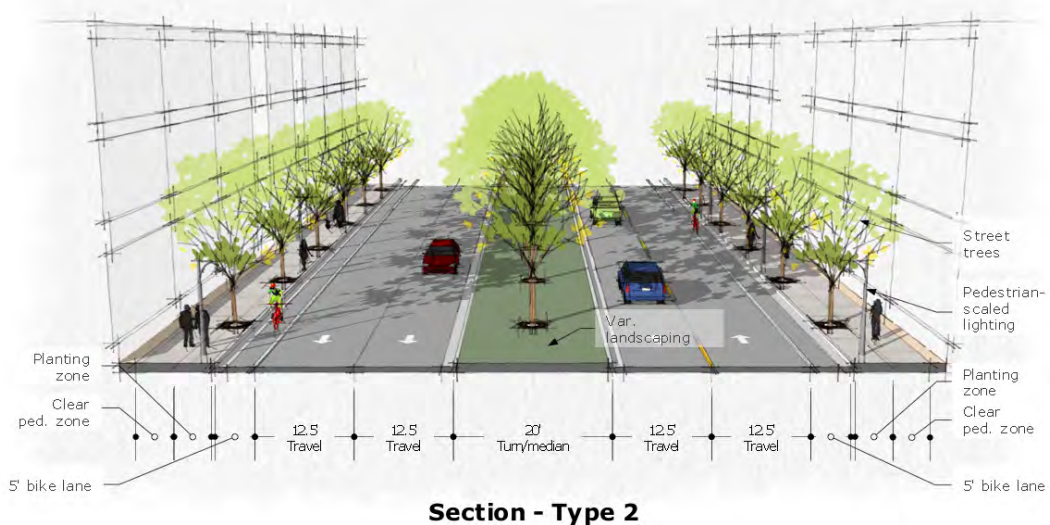 Street
trees
Pedestrian-
scaled
lighting
Var.
landscaping
Planting
zone
Clear
ped. zone
5' bike lane
12.5'
Travel
12.5'
Travel
20'
Turn/median
12.5'
Travel
12.5'
Travel
Planting
zone
Clear
ped. zone
5' bike lane
Section - Type 2